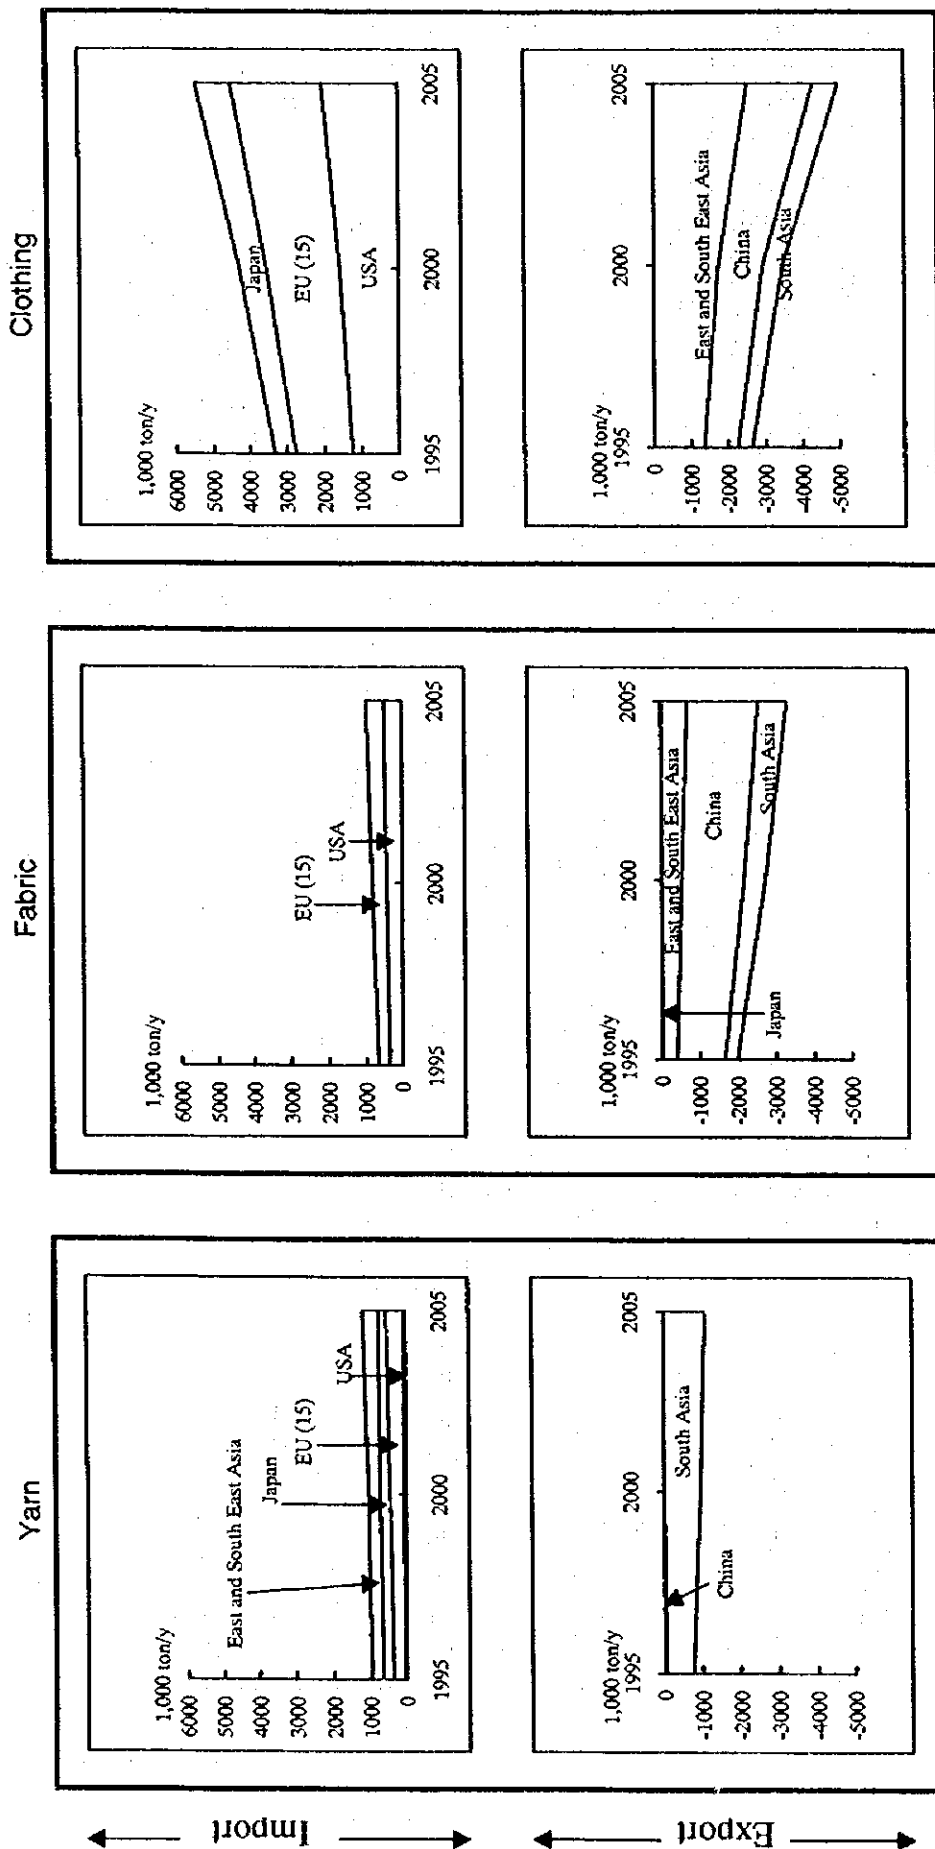 Yarn
Fabric
Clothing
Import
1,000 ton/y
6000
5000
4000
3000
2000
1000
0
1995
2000
2005
East and South East Asia
Japan
EU (15)
USA
1,000 ton/y
6000
5000
4000
3000
2000
1000
0
1995
2000
2005
EU (15)
USA
1,000 ton/y
6000
5000
4000
3000
2000
1000
0
1995
2000
2005
Japan
EU (15)
USA
Export
1,000 ton/y
1995
2000
2005
0
-1000
-2000
-3000
-4000
-5000
China
South Asia
1,000 ton/y
1995
2000
2005
0
-1000
-2000
-3000
-4000
-5000
Japan
East and South East Asia
China
South Asia
1,000 ton/y
1995
2000
2005
0
-1000
-2000
-3000
-4000
-5000
East and South East Asia
China
South Asia